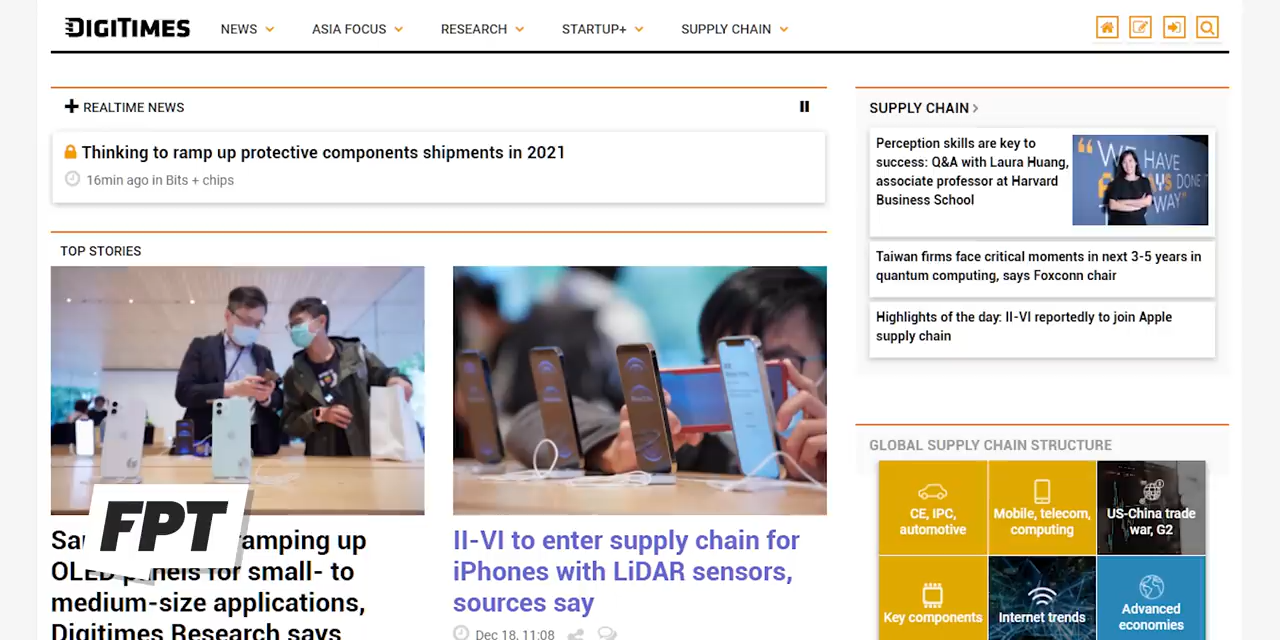 DIGITIMES
NEWS
ASIA FOCUS
RESEARCH
STARTUP+
SUPPLY CHAIN
REALTIME NEWS
Thinking to ramp up protective components shipments in 2021
16min ago in Bits + chips
TOP STORIES
FPT
amping up
OLED panels for small- to
medium-size applications,
Digitimes Research says
II-VI to enter supply chain for
iPhones with LiDAR sensors,
sources say
Dec 18, 11:08
SUPPLY CHAIN
Perception skills are key to
success: Q&A with Laura Huang,
associate professor at Harvard
Business School
"WE HAVE
DONE
WAY"
Taiwan firms face critical moments in next 3-5 years in
quantum computing, says Foxconn chair
Highlights of the day: II-VI reportedly to join Apple
supply chain
GLOBAL SUPPLY CHAIN STRUCTURE
CE, IPC,
automotive
Mobile, telecom,
computing
US-China trade
war, G2
Key components
Internet trends
Advanced
economies